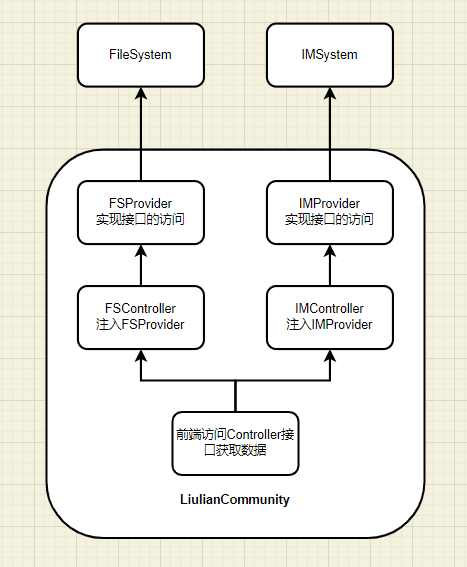 FileSystem
IMSystem
FSProvider
实现接口的访问
IMProvider
实现接口的访问
FSController
注入FSProvider
IMController
注入IMProvider
前端访问Controller接
口获取数据
LiulianCommunity